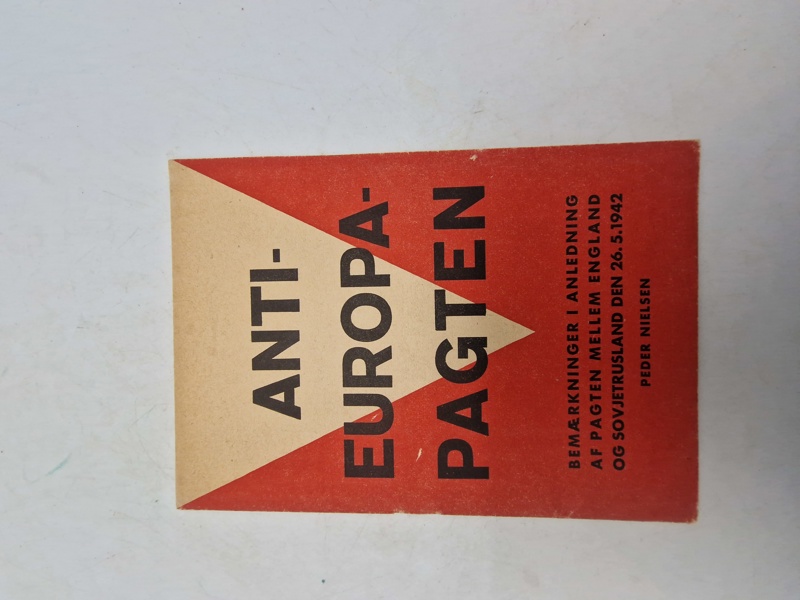 ANTI-
EUROPA-
PAGTEN
BEMÆRKNINGER I ANLEDNING
AF PAGTEN MELLEM ENGLAND
OG SOVJETRUSLAND DEN 26.5.1942
PEDER NIELSEN